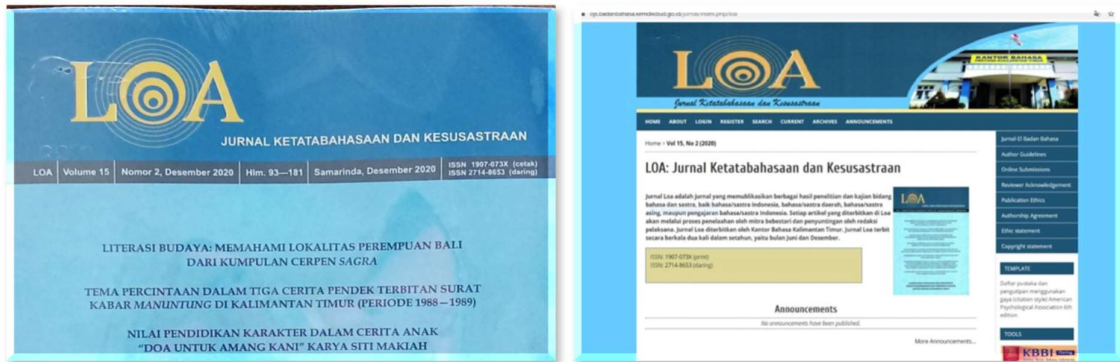 LOA
JURNAL KETATABAHASAAN DAN KESUSASTRAAN
LOA Volume 15 Nomor 2, Desember 2020 Hlm. 93—181 Samarinda, Desember 2020 ISSN 1907-073X (cetak)
ISSN 2714-8653 (daring)
LITERASI BUDAYA: MEMAHAMI LOKALITAS PEREMPUAN BALI
DARI KUMPULAN CERPEN SAGRA
TEMA PERCINTAAN DALAM TIGA CERITA PENDEK TERBITAN SURAT
KABAR MANUNTUNG DI KALIMANTAN TIMUR (PERIODE 1988—1989)
NILAI PENDIDIKAN KARAKTER DALAM CERITA ANAK
"DOA UNTUK AMANG KANI" KARYA SITI MAKIAH
LOA
Jurnal Ketatabahasaan dan Kesusastraan
KANTOR BAHASA
HOME ABOUT LOGIN REGISTER SEARCH CURRENT ARCHIVES ANNOUNCEMENTS
Home > Vol 15, No 2 (2020)
LOA: Jurnal Ketatabahasaan dan Kesusastraan
Jurnal Loa adalah jurnal yang memublikasikan berbagai hasil penelitian dan kajian bidang
bahasa dan sastra, baik bahasa/sastra Indonesia, bahasa/sastra daerah, bahasa/sastra
asing, maupun pengajaran bahasa/sastra Indonesia. Setiap artikel yang diterbitkan di Loa
akan melalui proses penelaahan oleh mitra bebestari dan penyuntingan oleh redaksi
pelaksana. Jurnal Loa diterbitkan oleh Kantor Bahasa Kalimantan Timur. Jurnal Loa terbit
secara berkala dua kali dalam setahun, yaitu bulan Juni dan Desember.
ISSN: 1907-073X (print)
ISSN: 2714-8653 (daring)
LOA
Announcements
No announcements have been published.
More Announcements...
Jurnal-El Badan Bahasa
Author Guidelines
Online Submissions
Reviewer Acknowledgement
Publication Ethics
Authorship Agreement
Ethic statement
Copyright statement
TEMPLATE
Daftar pustaka dan
pengutipan menggunakan
gaya (citation style) American
Psychological Association 6th
edition.
TOOLS
KBBI